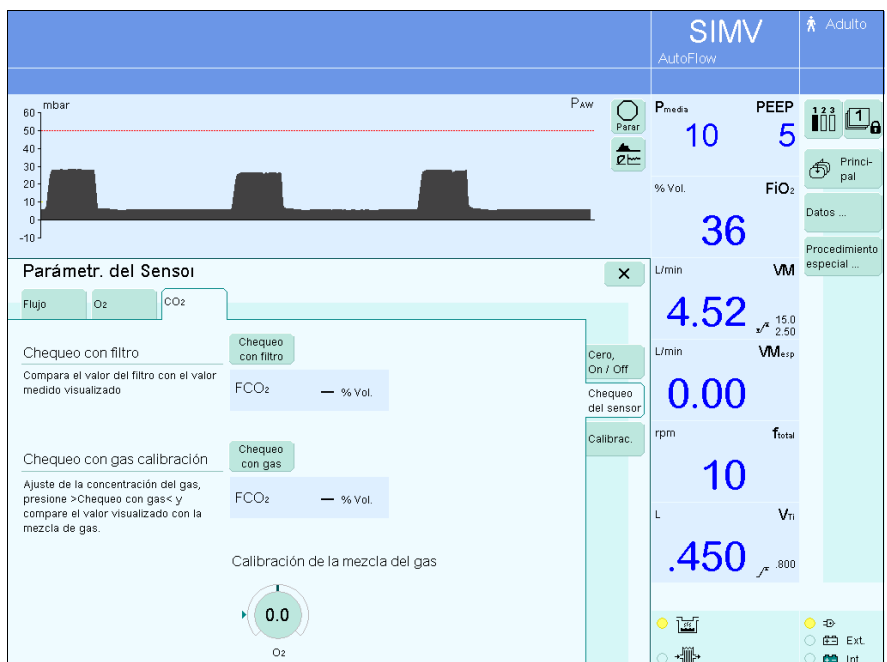 SIMV
AutoFlow
Adulto
mbar
PAW
60
50
40
30
20
10
0
-10
Parar
Pmedia PEEP
10 5
% Vol. FiO2
36
L/min VM
4.52
15.0
2.50
L/min VMesp
0.00
rpm ftotal
10
L VTi
.450
.800
1 2 3
1
Princi-
pal
Datos ...
Procedimiento
especial ...
Parámetr. del Sensor
Flujo
O2
CO2
Chequeo con filtro
Compara el valor del filtro con el valor
medido visualizado
Chequeo
con filtro
FCO2 – % Vol.
Chequeo con gas calibración
Ajuste de la concentración del gas,
presione >Chequeo con gas< y
compare el valor visualizado con la
mezcla de gas.
Chequeo
con gas
FCO2 – % Vol.
Calibración de la mezcla del gas
0.0
O2
Cero,
On / Off
Chequeo
del sensor
Calibrac.
Ext.
Int.